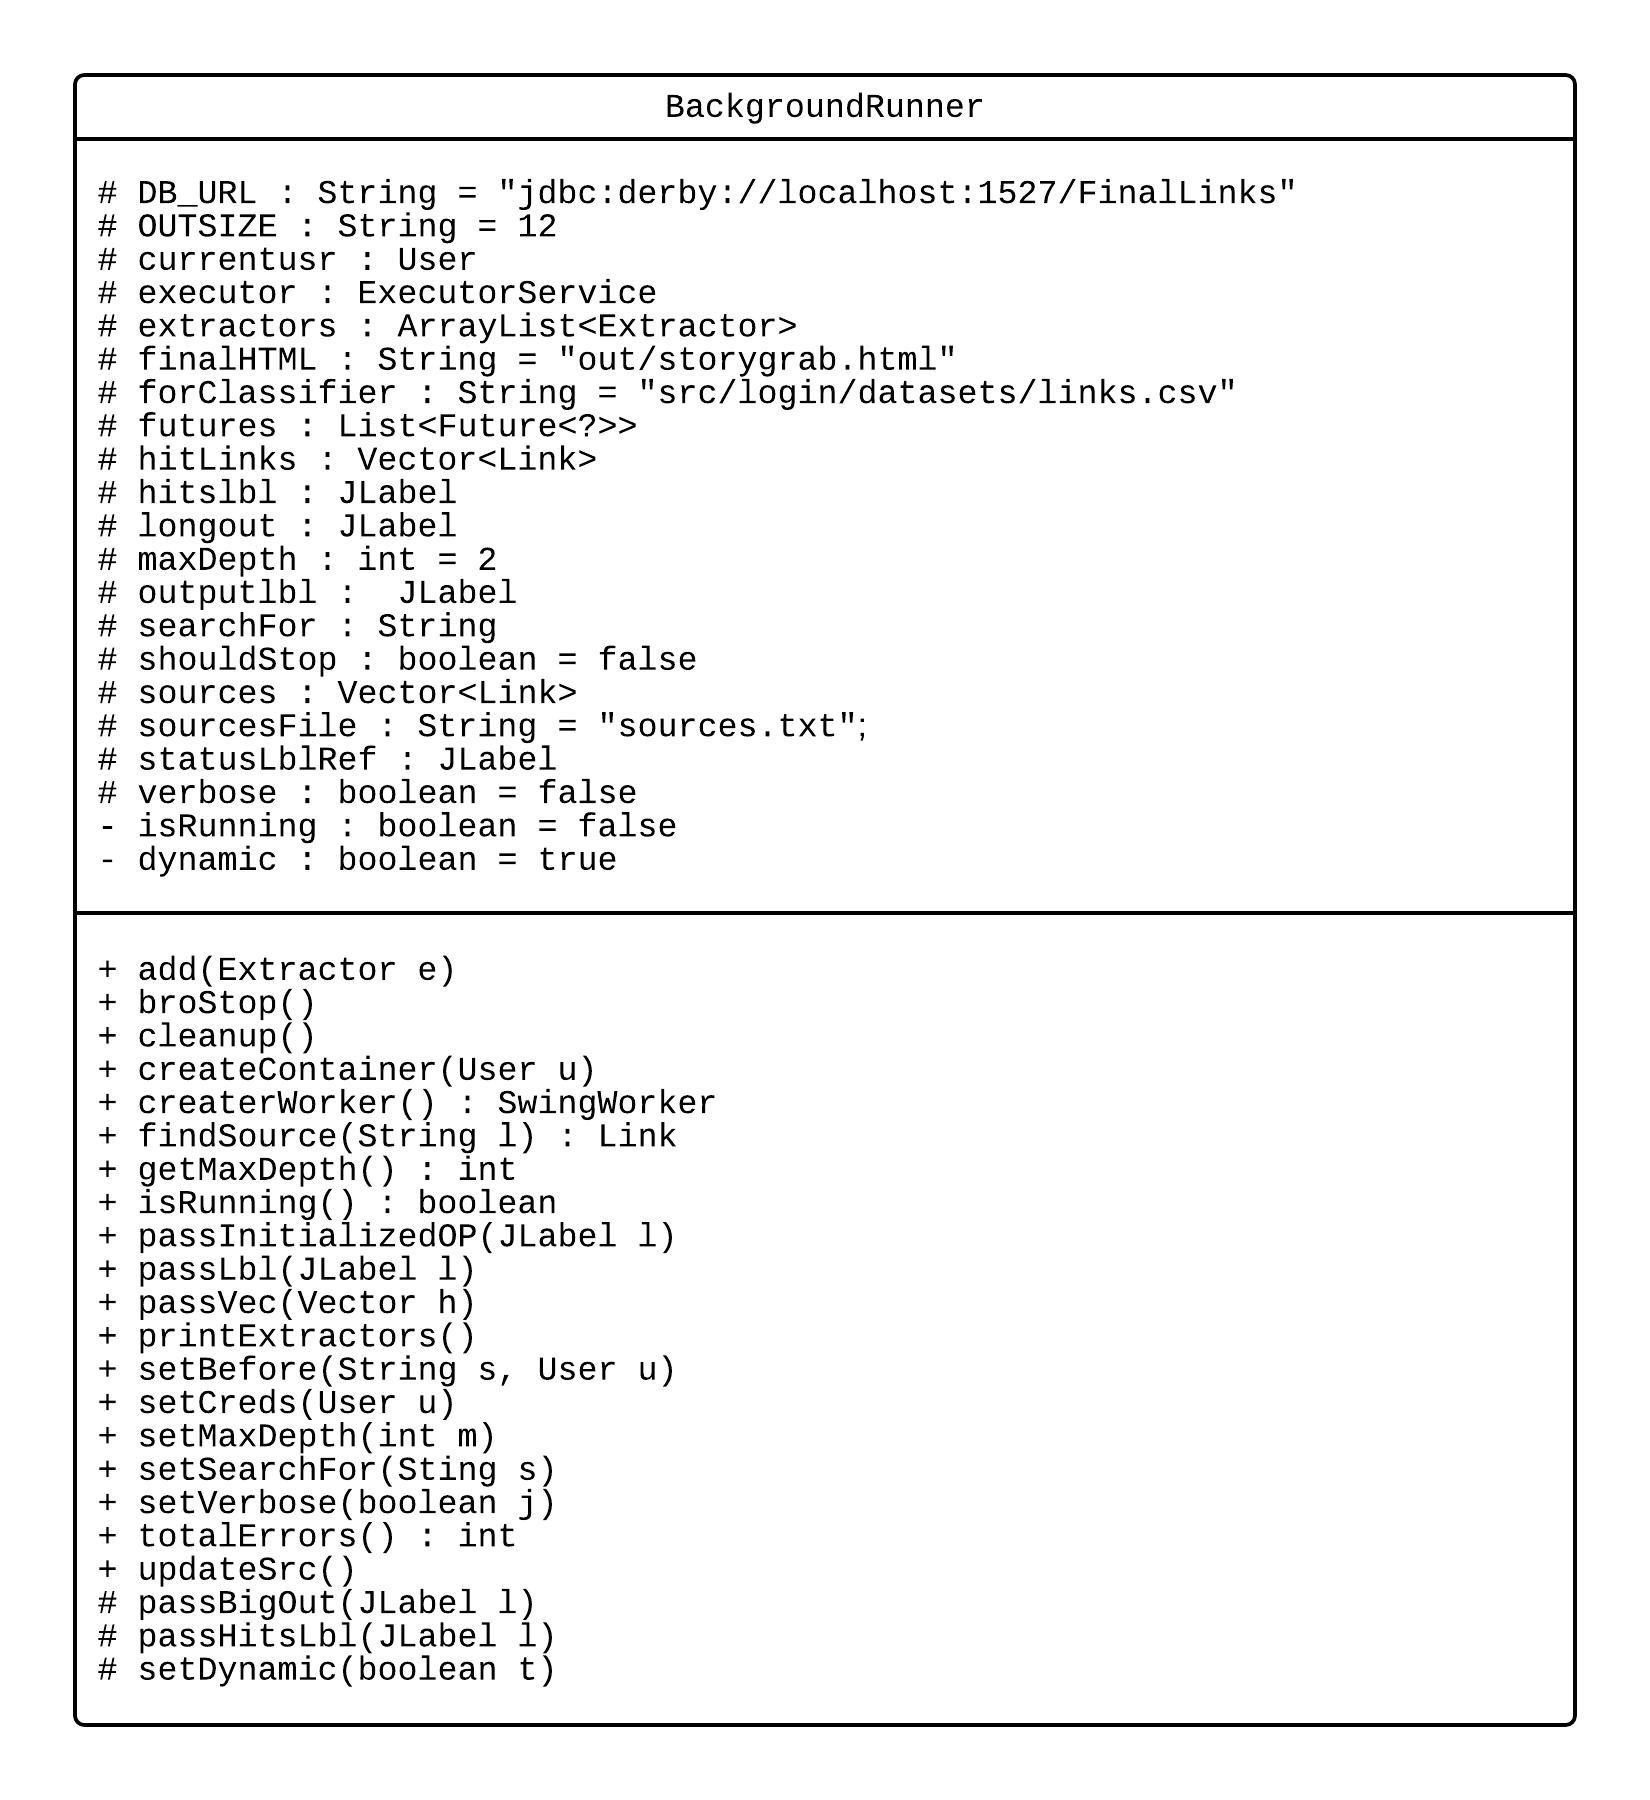 BackgroundRunner
# DB_URL : String = "jdbc:derby://localhost:1527/FinalLinks"
# OUTSIZE : String = 12
# currentusr : User
# executor : ExecutorService
# extractors : ArrayList<Extractor>
# finalHTML : String = "out/storygrab.html"
# forClassifier : String = "src/login/datasets/links.csv"
# futures : List<Future<?>>
# hitLinks : Vector<Link>
# hitslbl : JLabel
# longout : JLabel
# maxDepth : int = 2
# outputlbl :  JLabel
# searchFor : String
# shouldStop : boolean = false
# sources : Vector<Link>
# sourcesFile : String = "sources.txt";
# statusLblRef : JLabel
# verbose : boolean = false
- isRunning : boolean = false
- dynamic : boolean = true
+ add(Extractor e)
+ broStop()
+ cleanup()
+ createContainer(User u)
+ createrWorker() : SwingWorker
+ findSource(String l) : Link
+ getMaxDepth() : int
+ isRunning() : boolean
+ passInitializedOP(JLabel l)
+ passLbl(JLabel l)
+ passVec(Vector h)
+ printExtractors()
+ setBefore(String s, User u)
+ setCreds(User u)
+ setMaxDepth(int m)
+ setSearchFor(Sting s)
+ setVerbose(boolean j)
+ totalErrors() : int
+ updateSrc()
# passBigOut(JLabel l)
# passHitsLbl(JLabel l)
# setDynamic(boolean t)